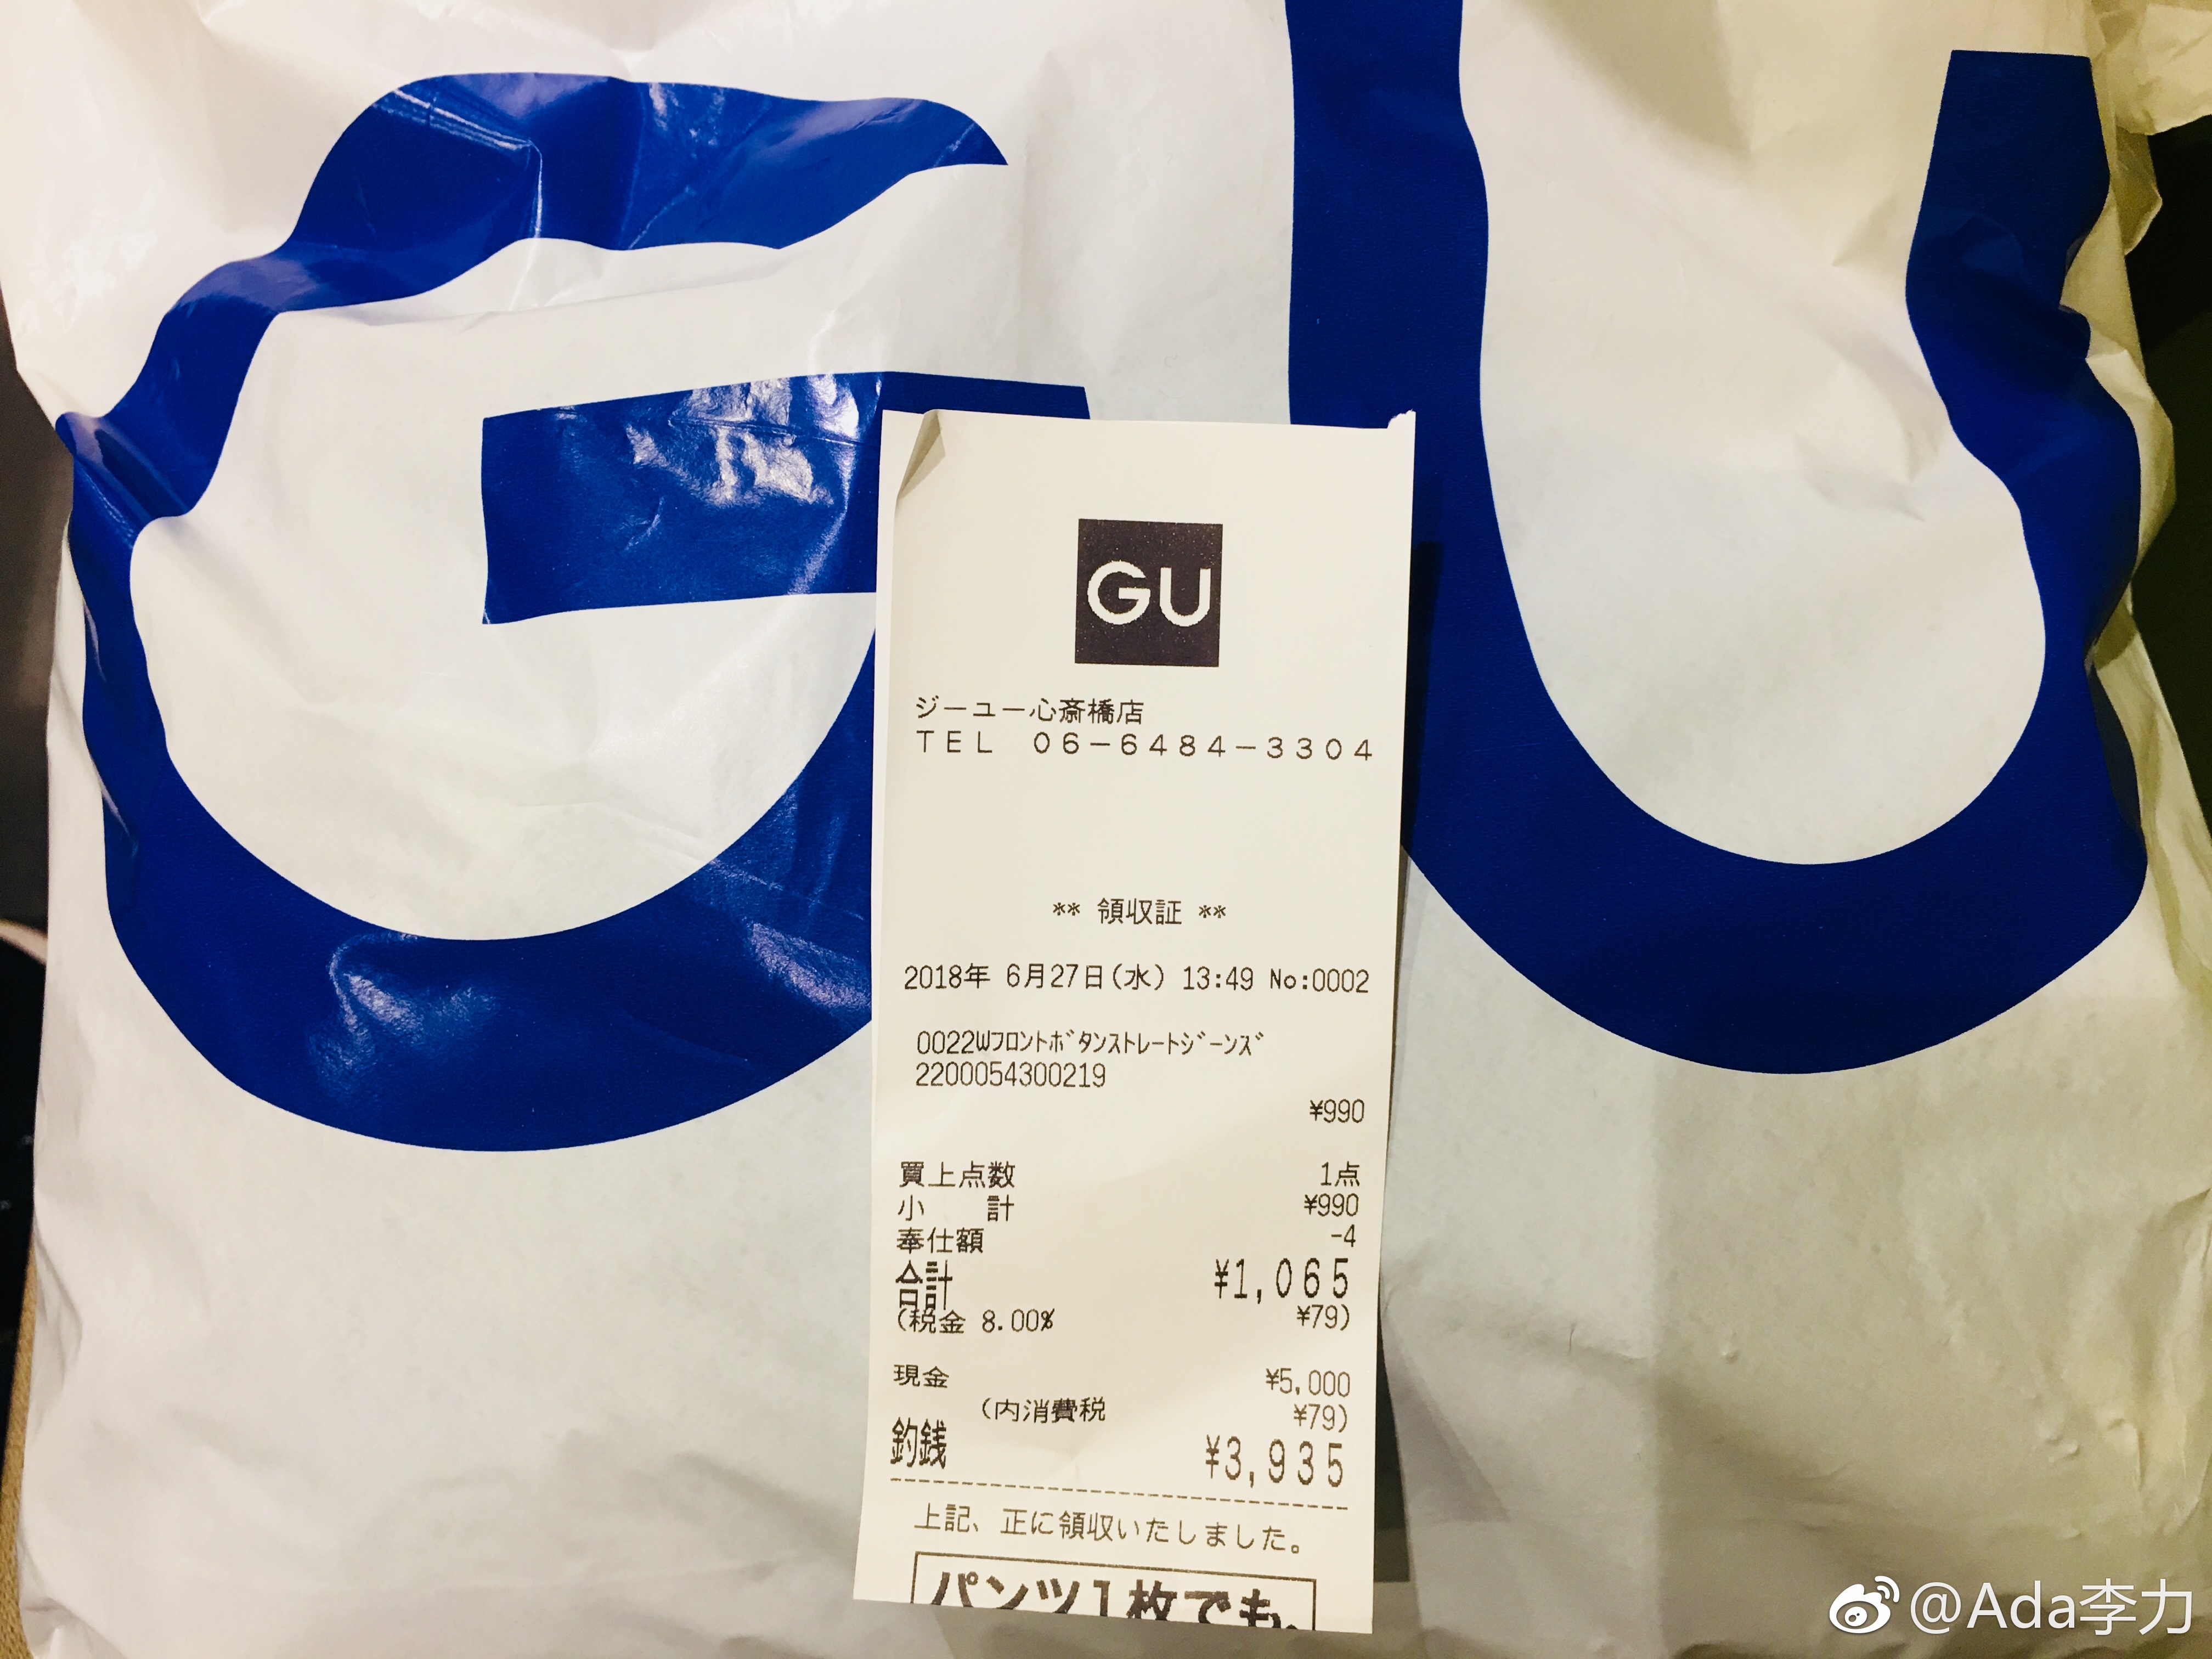 GU
GU
ジーユー心斎橋店
TEL 06-6484-3304
** 領収証 **
2018年 6月27日(水) 13:49 No:0002
0022Wﾌﾛﾝﾄﾎﾞﾀﾝｽﾄﾚｰﾄｼﾞｰﾝｽﾞ
2200054300219
¥990
買上点数 1点
小 計 ¥990
奉仕額 -4
合計 ¥1,065
(税金 8.00% ¥79)
現金 ¥5,000
(内消費税 ¥79)
釣銭 ¥3,935
上記、正に領収いたしました。
パンツ1枚でも、
@Ada李力